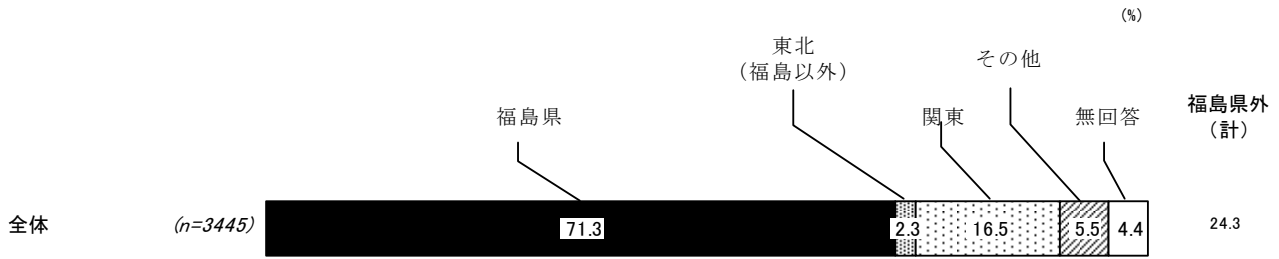 (%)
東北
（福島以外）
その他
福島県
関東
無回答
福島県外
（計）
全体
(n=3445)
71.3
2.3
16.5
5.5
4.4
24.3